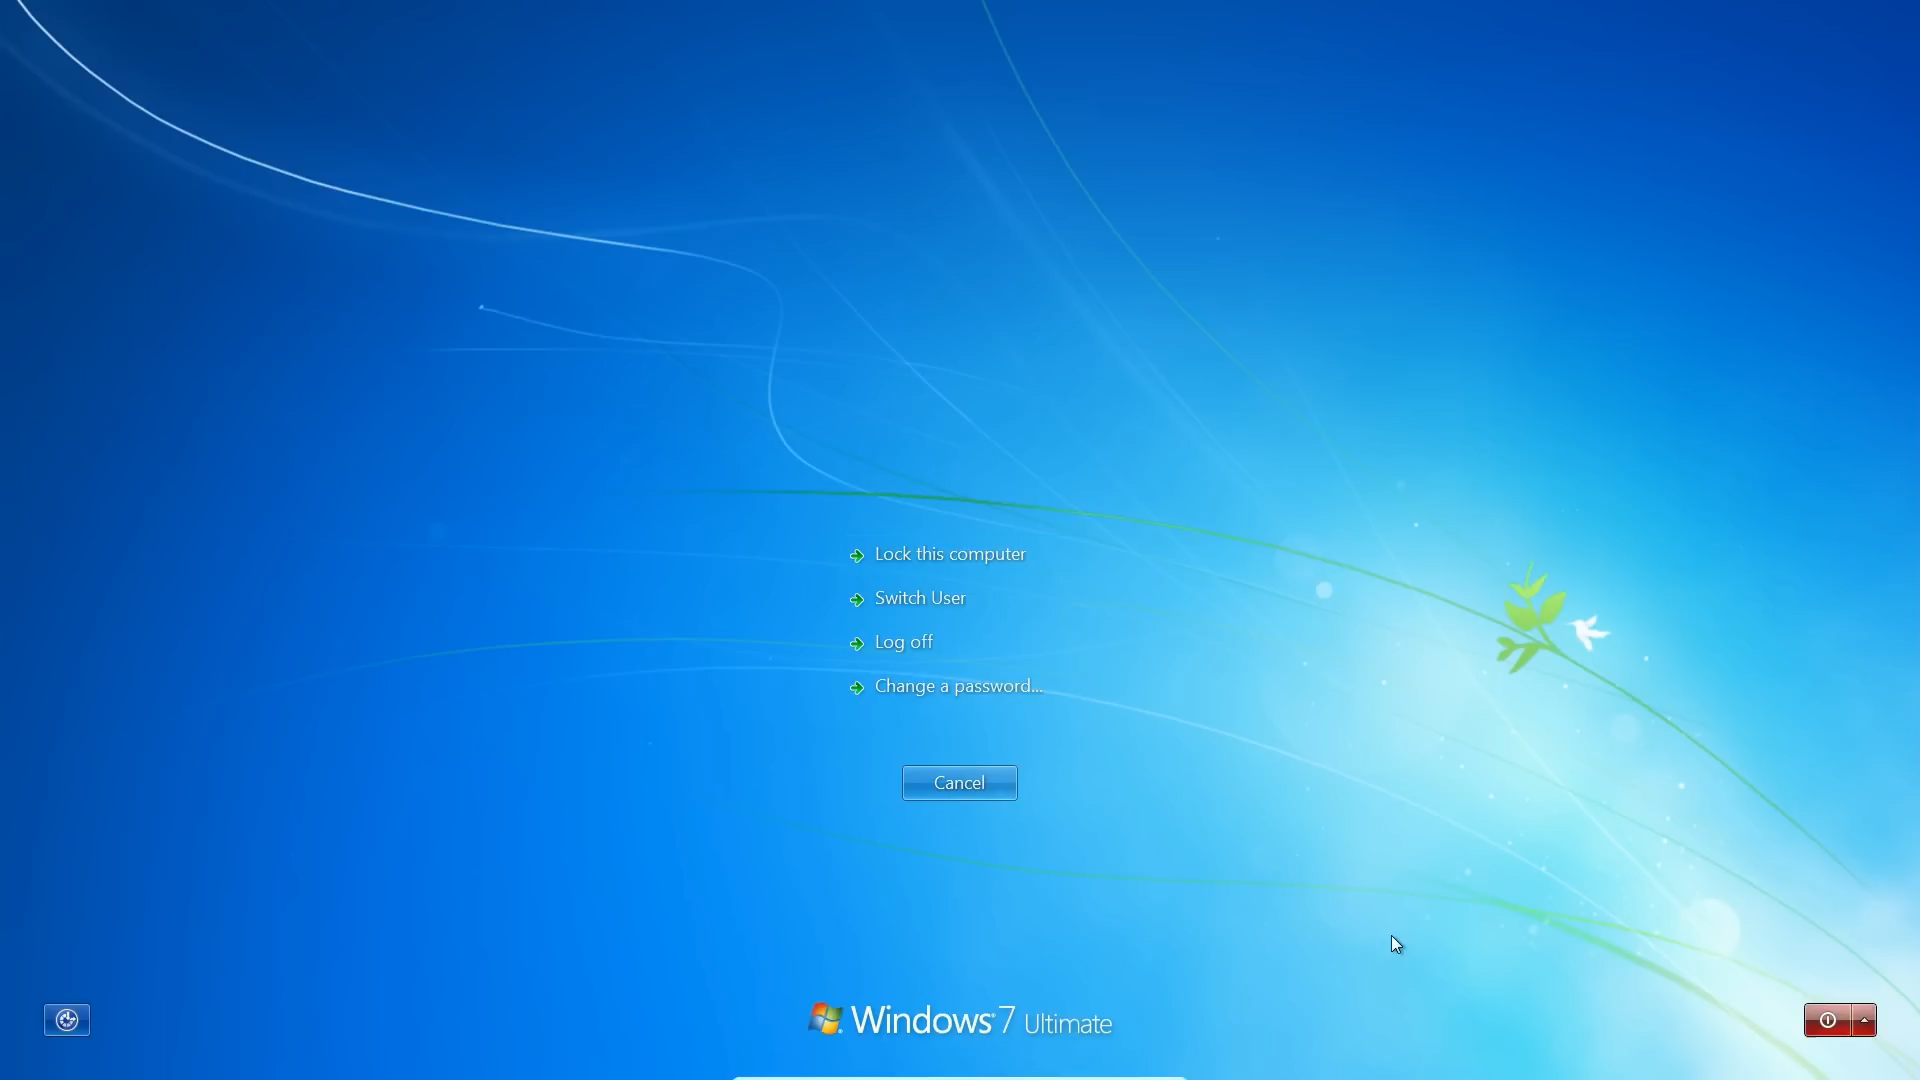 Lock this computer
Switch User
Log off
Change a password...
Cancel
Windows 7 Ultimate